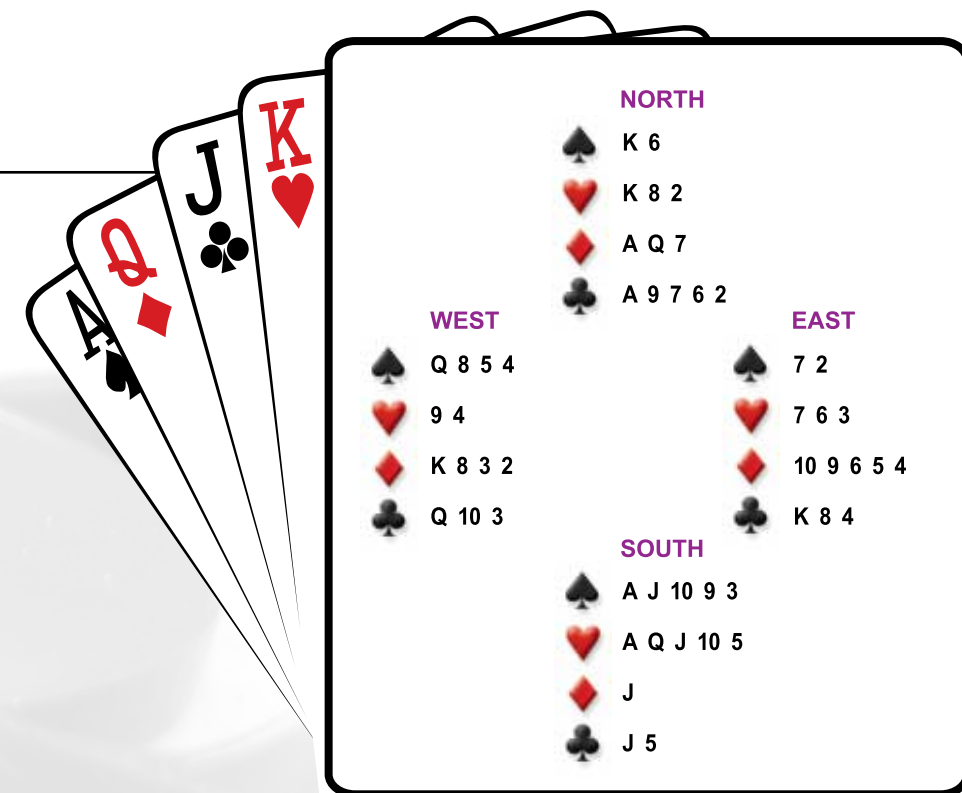 K
J
Q
A
NORTH
K 6
K 8 2
A Q 7
A 9 7 6 2
WEST
Q 8 5 4
9 4
K 8 3 2
Q 10 3
EAST
7 2
7 6 3
10 9 6 5 4
K 8 4
SOUTH
A J 10 9 3
A Q J 10 5
J
J 5